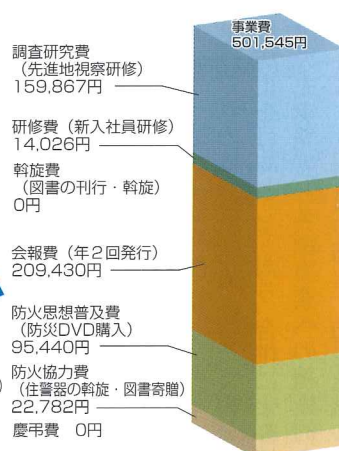 事業費
501,545円
調査研究費
（先進地視察研修）
159,867円
研修費（新入社員研修）
14,026円
斡旋費
（図書の刊行・斡旋）
0円
会報費（年2回発行）
209,430円
防火思想普及費
（防災DVD購入）
95,440円
防火協力費
（住警器の斡旋・図書寄贈）
22,782円
慶弔費　0円
）